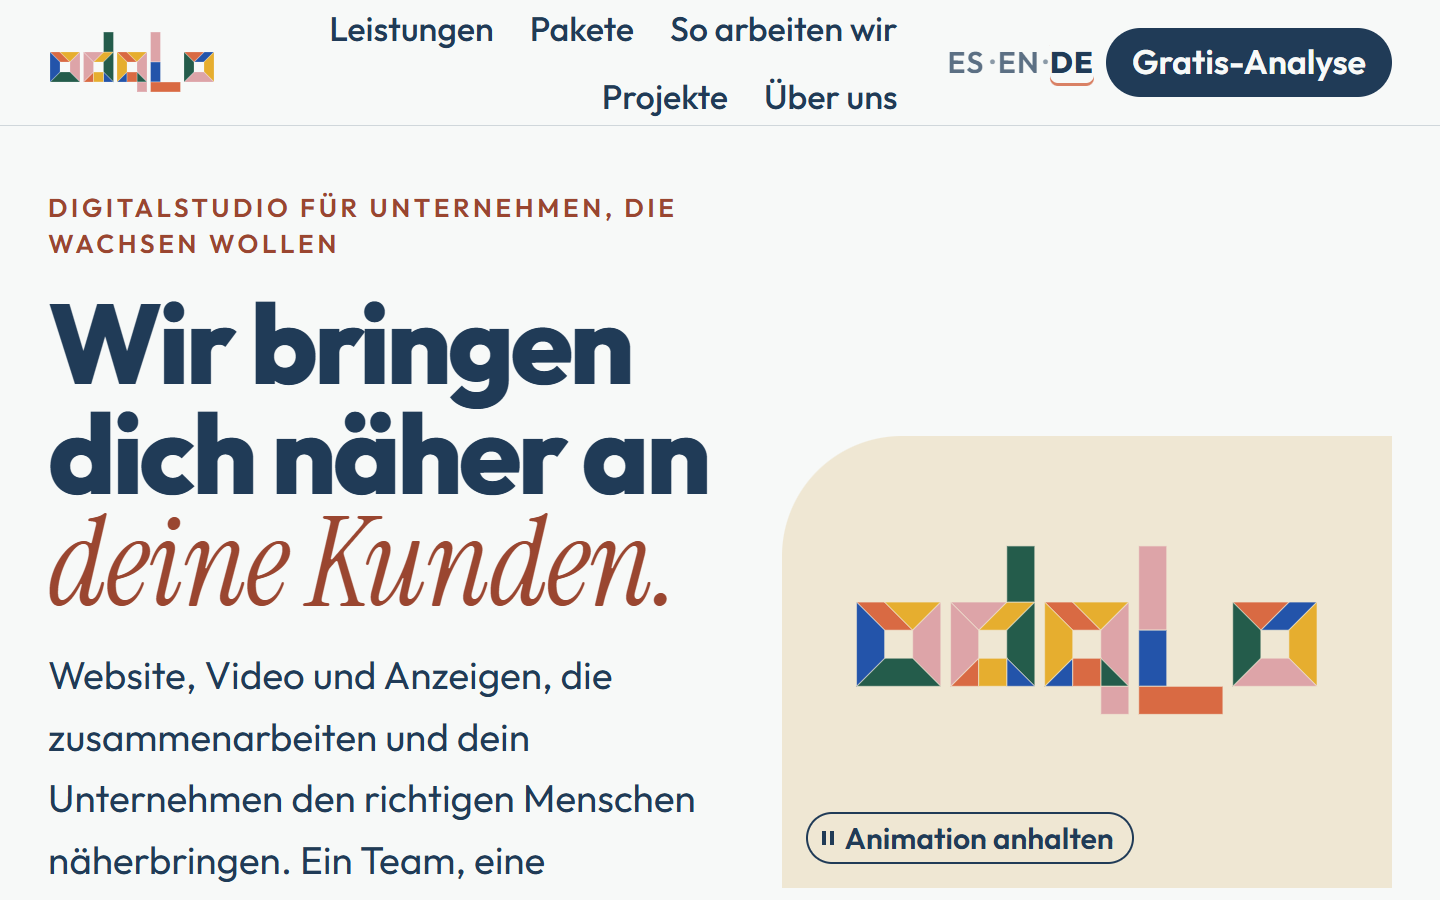 odqLo
Leistungen Pakete So arbeiten wir
Projekte Über uns
ES · EN · DE
Gratis-Analyse
DIGITALSTUDIO FÜR UNTERNEHMEN, DIE
WACHSEN WOLLEN
Wir bringen
dich näher an
deine Kunden.
Website, Video und Anzeigen, die
zusammenarbeiten und dein
Unternehmen den richtigen Menschen
näherbringen. Ein Team, eine
odqLo
Animation anhalten